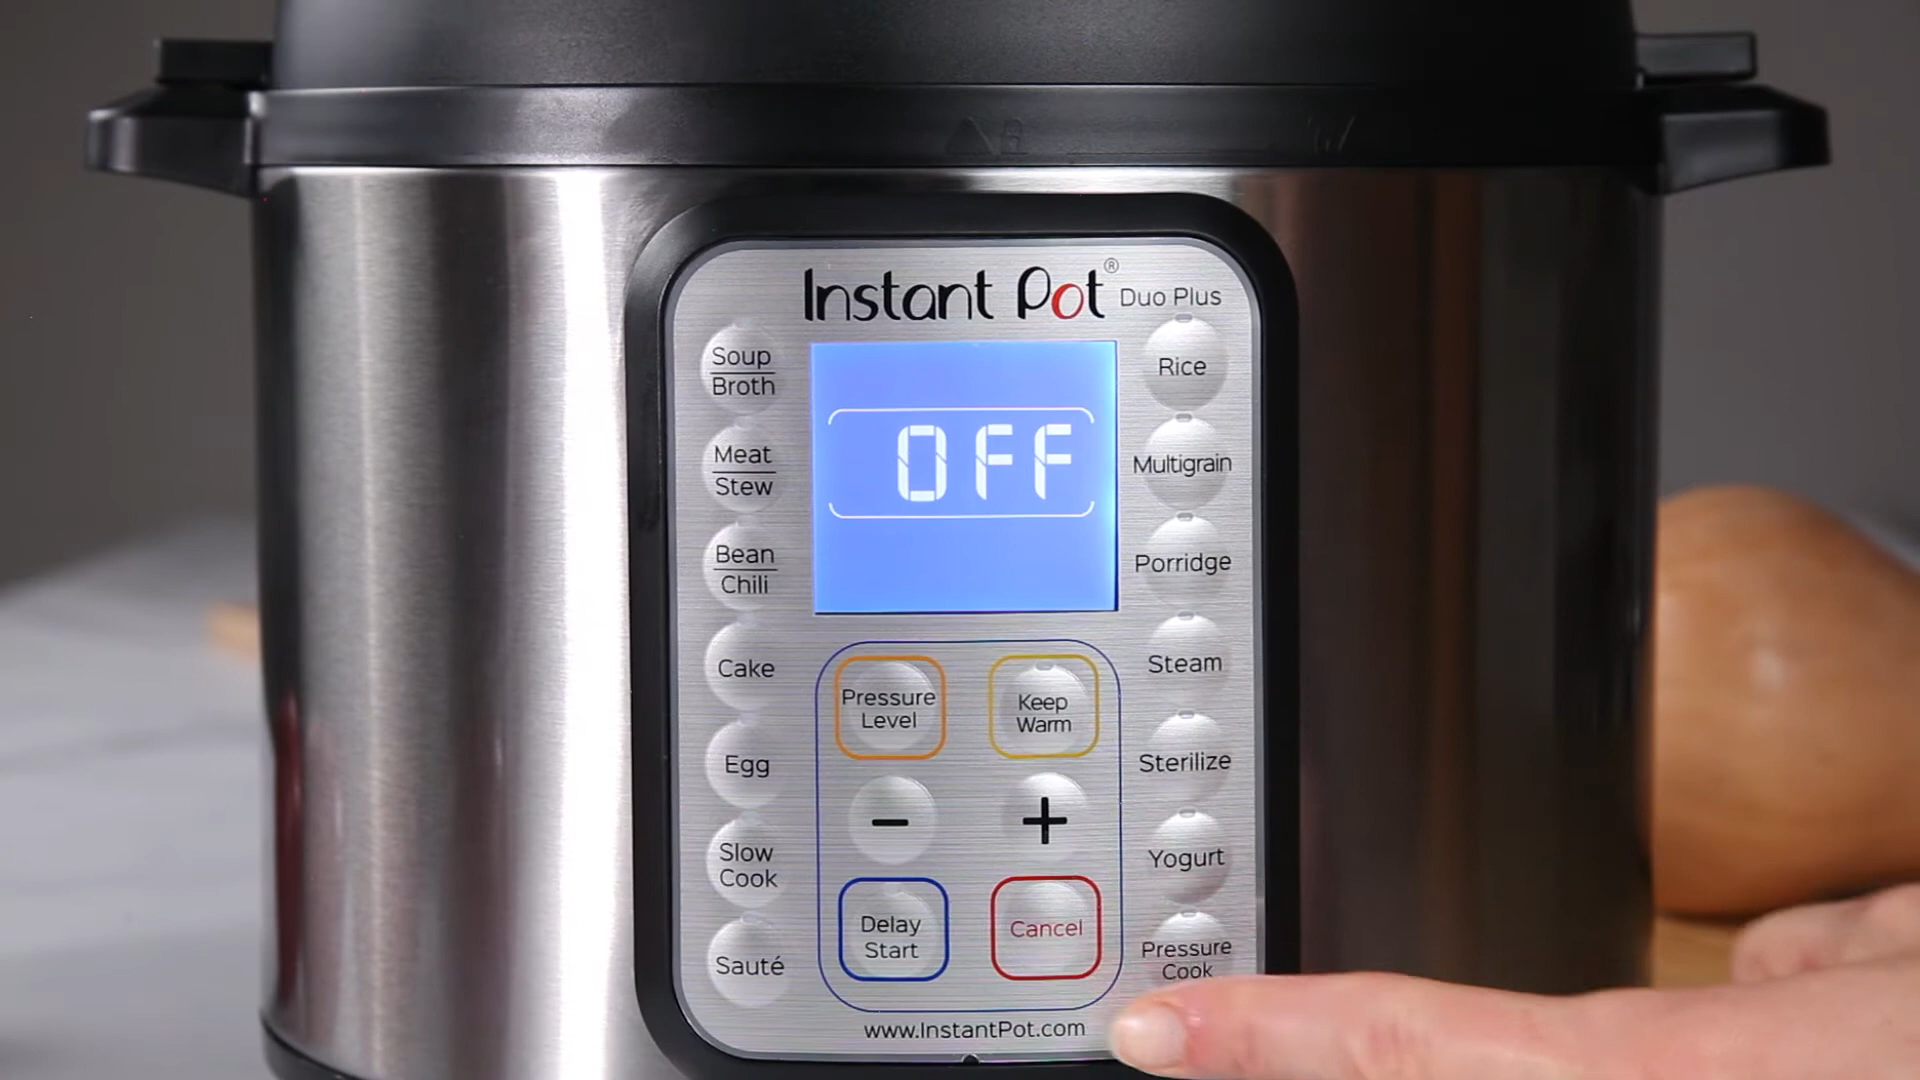 Instant Pot® Duo Plus
Soup
Broth
Meat
Stew
Bean
Chili
Cake
Egg
Slow
Cook
Sauté
OFF
Pressure
Level
Keep
Warm
−
+
Delay
Start
Cancel
Rice
Multigrain
Porridge
Steam
Sterilize
Yogurt
Pressure
Cook
www.InstantPot.com